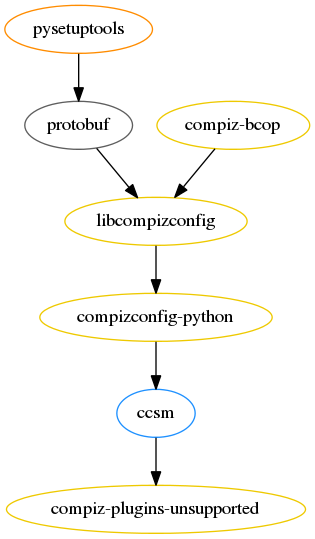 pysetuptools
protobuf
compiz-bcop
libcompizconfig
compizconfig-python
ccsm
compiz-plugins-unsupported